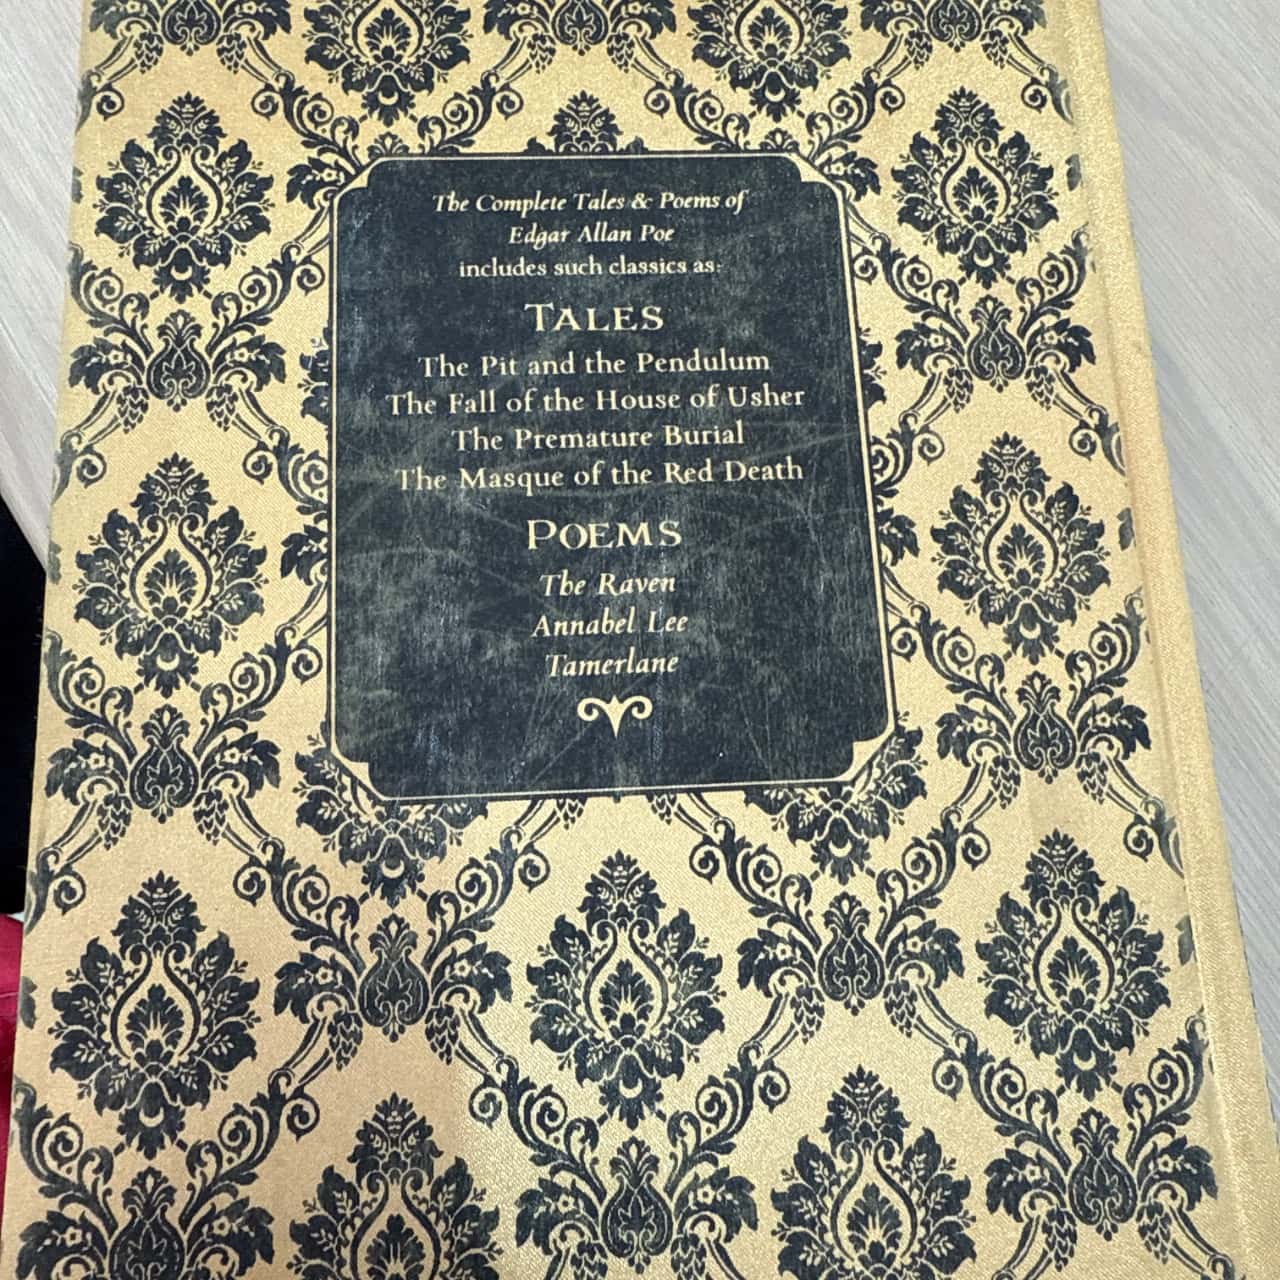 The Complete Tales & Poems of
Edgar Allan Poe
includes such classics as:
TALES
The Pit and the Pendulum
The Fall of the House of Usher
The Premature Burial
The Masque of the Red Death
POEMS
The Raven
Annabel Lee
Tamerlane